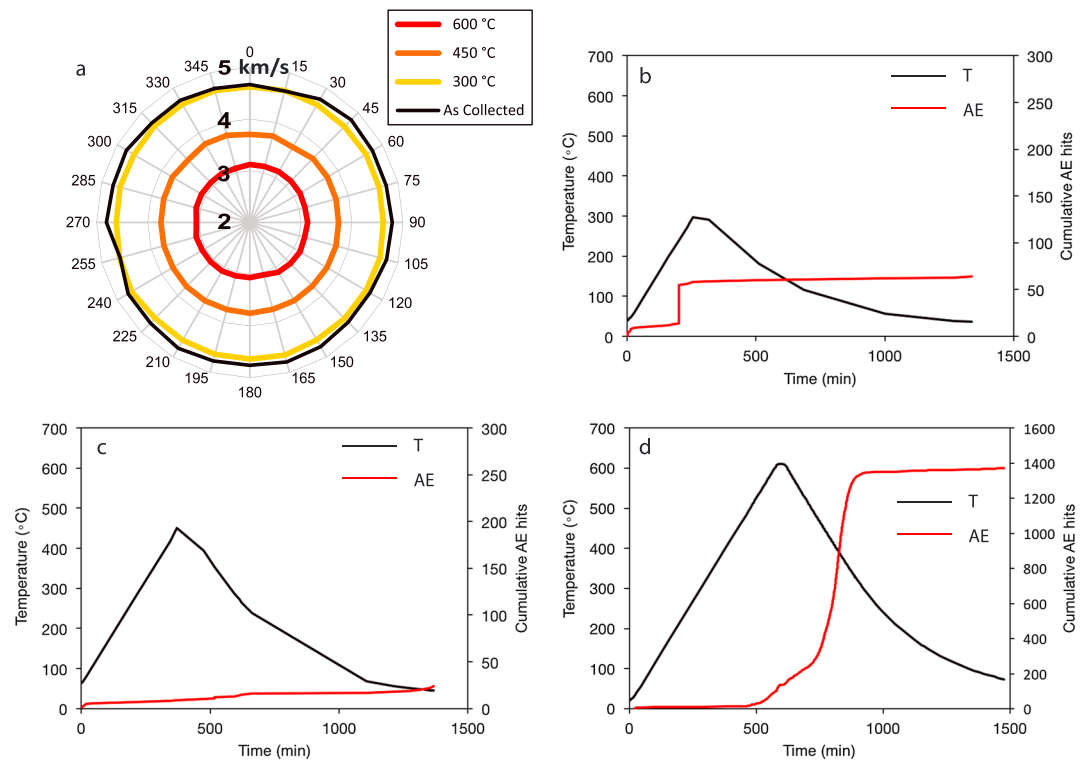 a
600 °C
450 °C
300 °C
As Collected
0
15
30
45
60
75
90
105
120
135
150
165
180
195
210
225
240
255
270
285
300
315
330
345
5 km/s
4
3
2
b
T
AE
Temperature (°C)
700
600
500
400
300
200
100
0
Cumulative AE hits
300
250
200
150
100
50
0
0 500 1000 1500
Time (min)
c
T
AE
Temperature (°C)
700
600
500
400
300
200
100
0
Cumulative AE hits
300
250
200
150
100
50
0
0 500 1000 1500
Time (min)
d
T
AE
Temperature (°C)
700
600
500
400
300
200
100
0
Cumulative AE hits
1600
1400
1200
1000
800
600
400
200
0
0 500 1000 1500
Time (min)